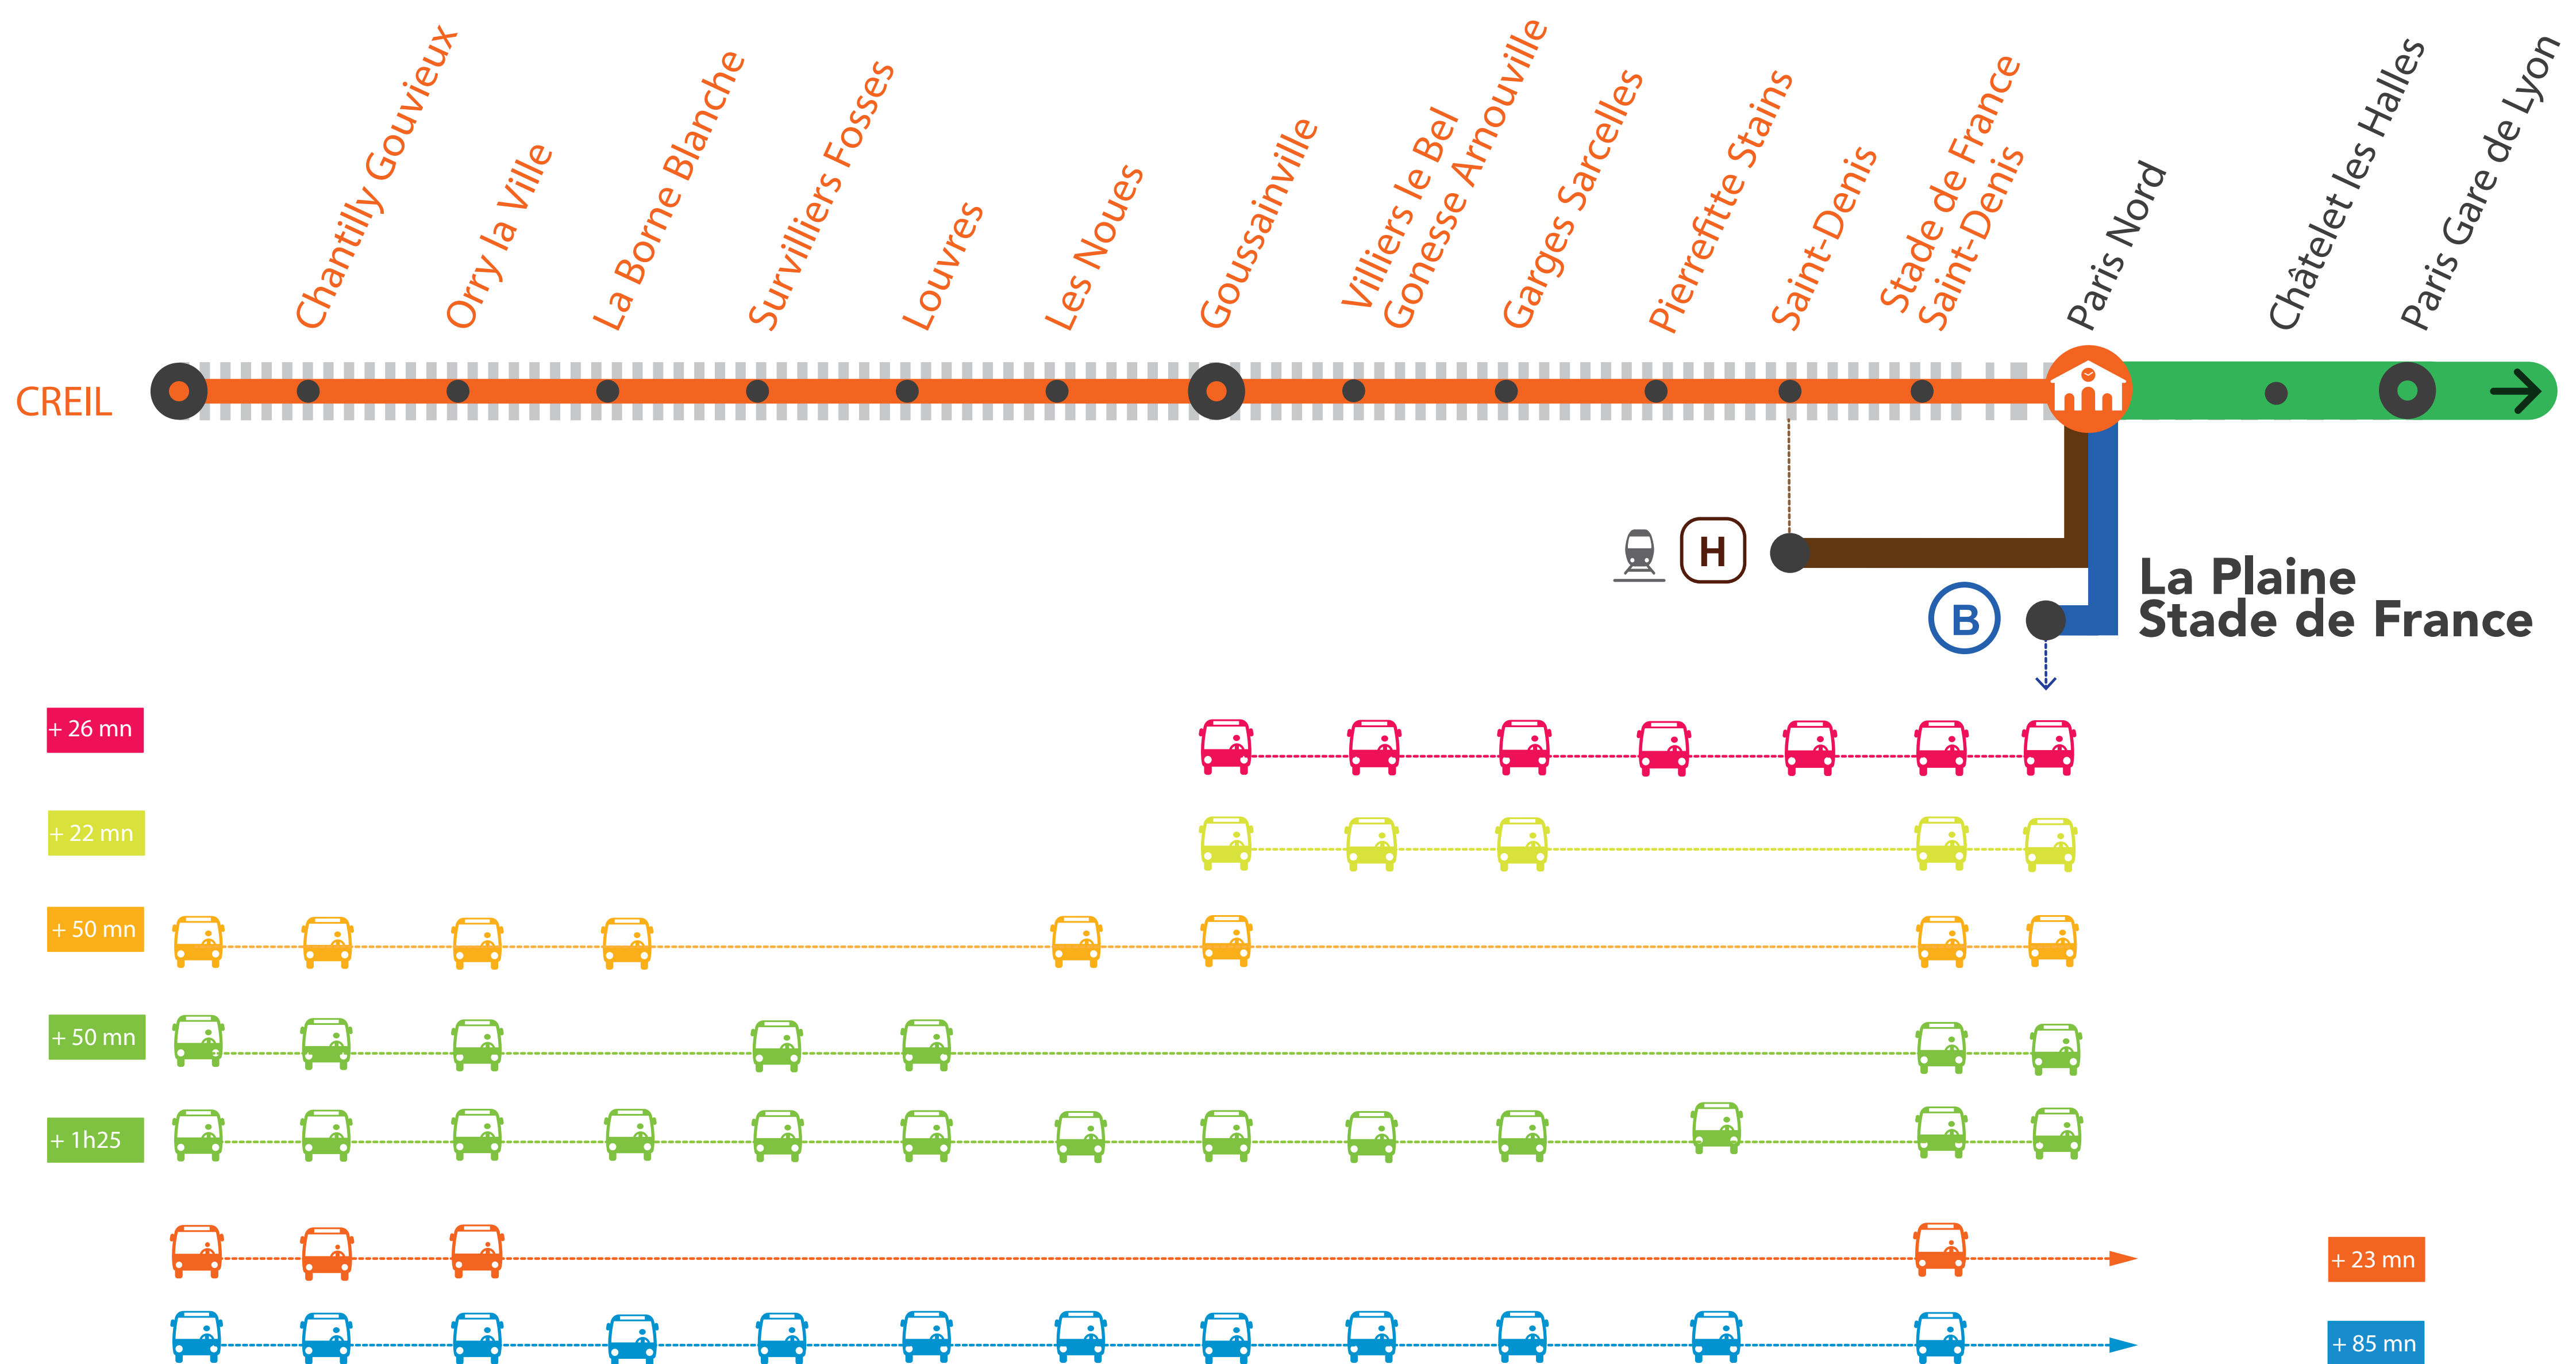 CREIL
Chantilly Gouvieux
Orry la Ville
La Borne Blanche
Survilliers Fosses
Louvres
Les Noues
Goussainville
Villiers le Bel
Gonesse Arnouville
Garges Sarcelles
Pierrefitte Stains
Saint-Denis
Stade de France
Saint-Denis
Paris Nord
Châtelet les Halles
Paris Gare de Lyon
H
B
La Plaine
Stade de France
+ 26 mn
+ 22 mn
+ 50 mn
+ 50 mn
+ 1h25
+ 23 mn
+ 85 mn